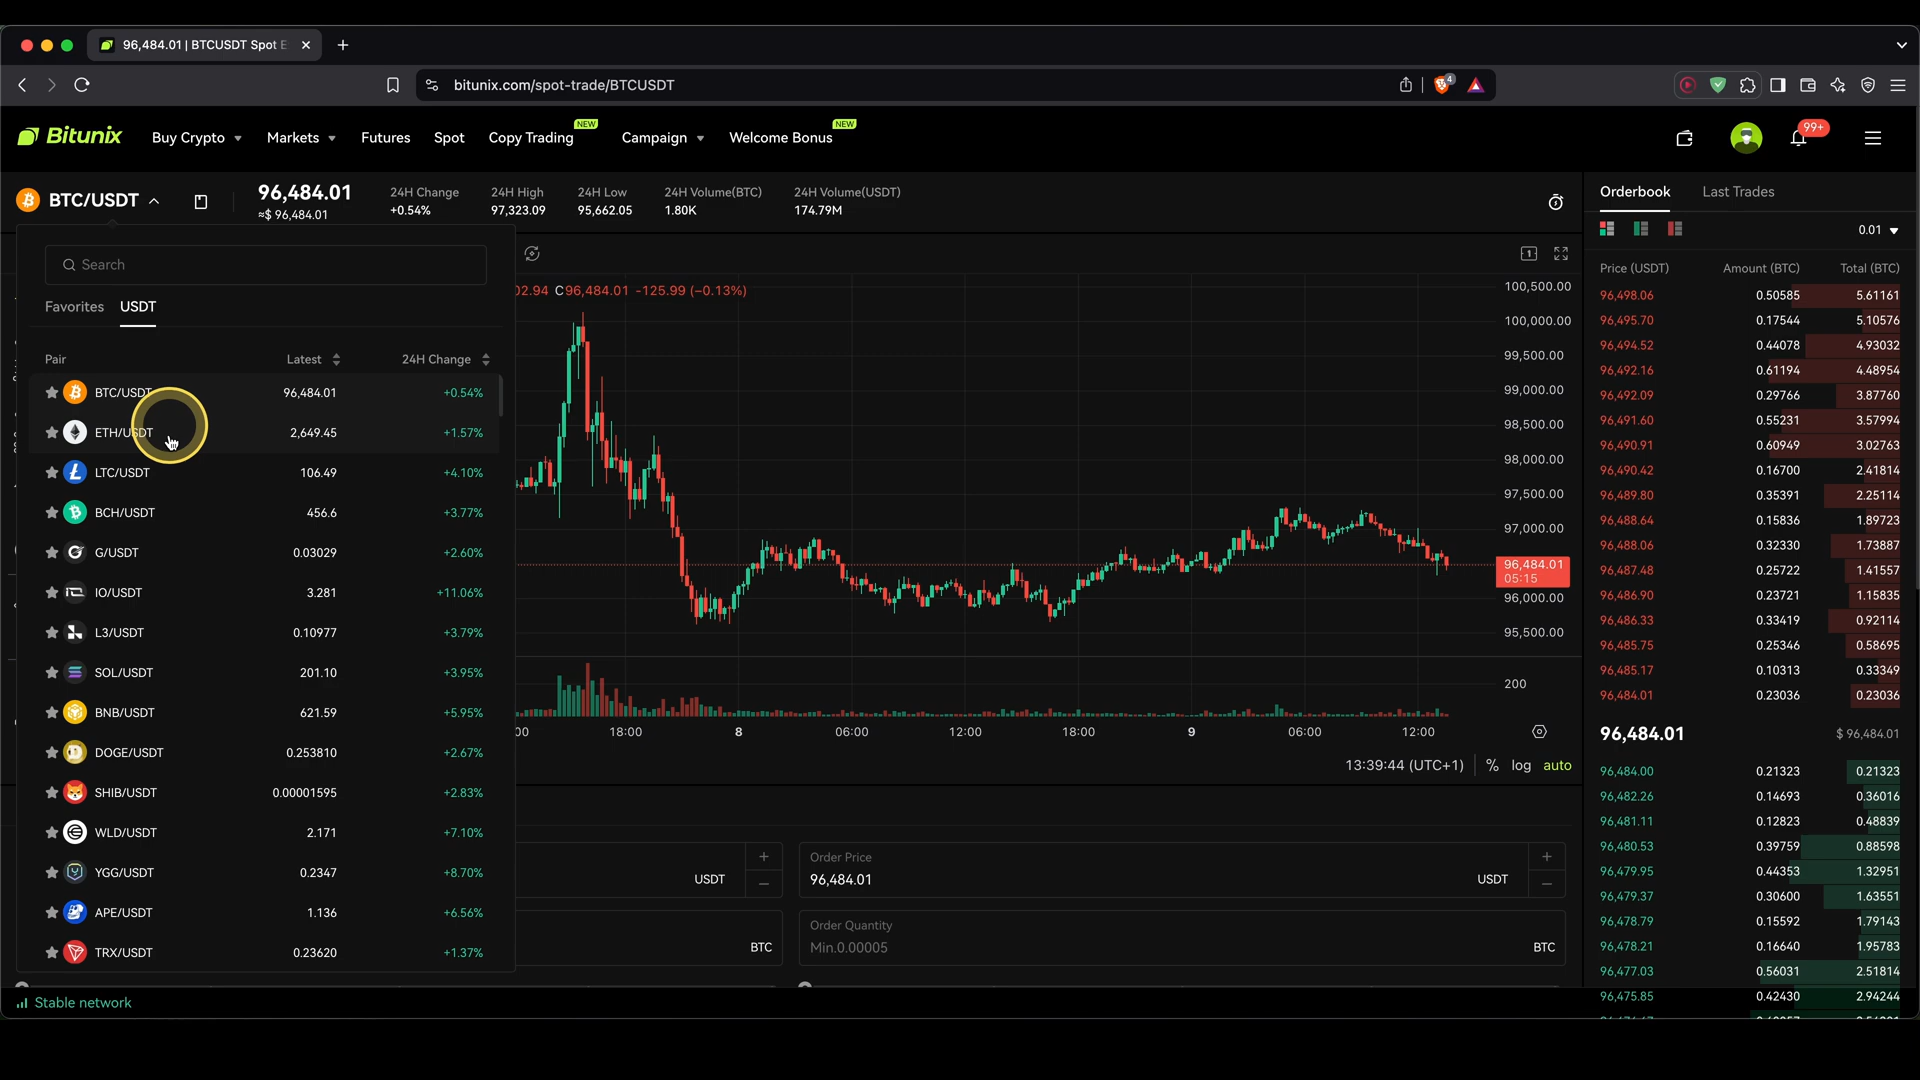 96,484.01 | BTCUSDT Spot E
bitunix.com/spot-trade/BTCUSDT
4
Bitunix
Buy Crypto
Markets
Futures
Spot
Copy Trading
NEW
Campaign
Welcome Bonus
NEW
99+
BTC/USDT
96,484.01
≈$ 96,484.01
24H Change
+0.54%
24H High
97,323.09
24H Low
95,662.05
24H Volume(BTC)
1.80K
24H Volume(USDT)
174.79M
Search
Favorites USDT
Pair Latest 24H Change
BTC/USDT 96,484.01 +0.54%
ETH/USDT 2,649.45 +1.57%
LTC/USDT 106.49 +4.10%
BCH/USDT 456.6 +3.77%
G/USDT 0.03029 +2.60%
IO/USDT 3.281 +11.06%
L3/USDT 0.10977 +3.79%
SOL/USDT 201.10 +3.95%
BNB/USDT 621.59 +5.95%
DOGE/USDT 0.253810 +2.67%
SHIB/USDT 0.00001595 +2.83%
WLD/USDT 2.171 +7.10%
YGG/USDT 0.2347 +8.70%
APE/USDT 1.136 +6.56%
TRX/USDT 0.23620 +1.37%
02.94 C96,484.01 -125.99 (−0.13%)
1
100,500.00
100,000.00
99,500.00
99,000.00
98,500.00
98,000.00
97,500.00
97,000.00
96,484.01
05:15
96,000.00
95,500.00
200
00 18:00 8 06:00 12:00 18:00 9 06:00 12:00
13:39:44 (UTC+1) % log auto
USDT
BTC
Order Price
96,484.01 USDT
Order Quantity
Min.0.00005 BTC
Orderbook Last Trades
0.01
Price (USDT) Amount (BTC) Total (BTC)
96,498.06 0.50585 5.61161
96,495.70 0.17544 5.10576
96,494.52 0.44078 4.93032
96,492.16 0.61194 4.48954
96,492.09 0.29766 3.87760
96,491.60 0.55231 3.57994
96,490.91 0.60949 3.02763
96,490.42 0.16700 2.41814
96,489.80 0.35391 2.25114
96,488.64 0.15836 1.89723
96,488.06 0.32330 1.73887
96,487.48 0.25722 1.41557
96,486.90 0.23721 1.15835
96,486.33 0.33419 0.92114
96,485.75 0.25346 0.58695
96,485.17 0.10313 0.33349
96,484.01 0.23036 0.23036
96,484.01 $ 96,484.01
96,484.00 0.21323 0.21323
96,482.26 0.14693 0.36016
96,481.11 0.12823 0.48839
96,480.53 0.39759 0.88598
96,479.95 0.44353 1.32951
96,479.37 0.30600 1.63551
96,478.79 0.15592 1.79143
96,478.21 0.16640 1.95783
96,477.03 0.56031 2.51814
96,475.85 0.42430 2.94244
Stable network